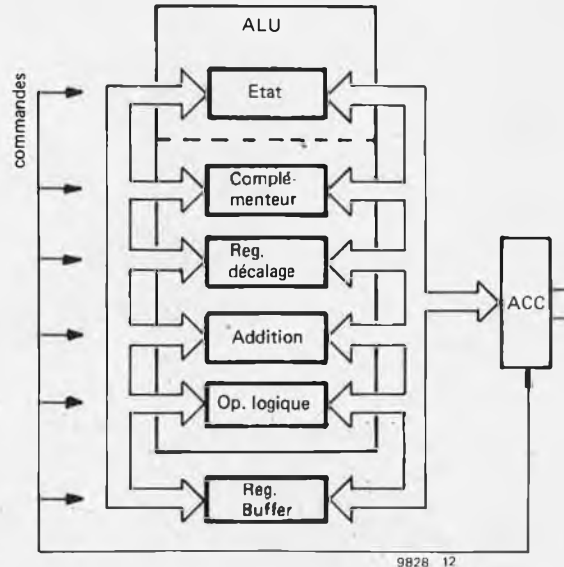 ALU
commandes
Etat
Complé-
menteur
Reg.
décalage
ACC
Addition
Op. logique
Reg.
Buffer
9828 12